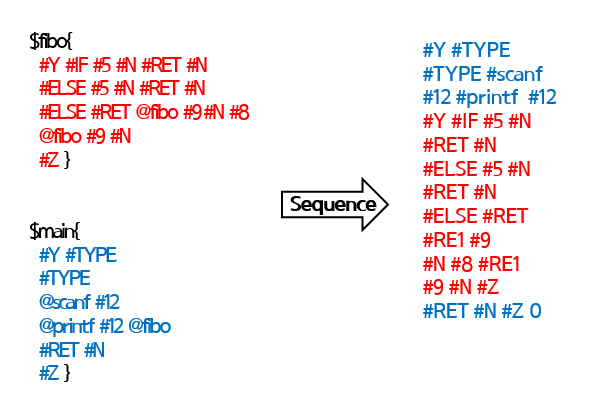 $fibo{
#Y #IF #5 #N #RET #N
#ELSE #5 #N #RET #N
#ELSE #RET @fibo #9#N #8
@fibo #9 #N
#Z }
$main{
#Y #TYPE
#TYPE
@scanf #12
@printf #12 @fibo
#RET #N
#Z }
Sequence
#Y #TYPE
#TYPE #scanf
#12 #printf #12
#Y #IF #5 #N
#RET #N
#ELSE #5 #N
#RET #N
#ELSE #RET
#RE1 #9
#N #8 #RE1
#9 #N #Z
#RET #N #Z 0